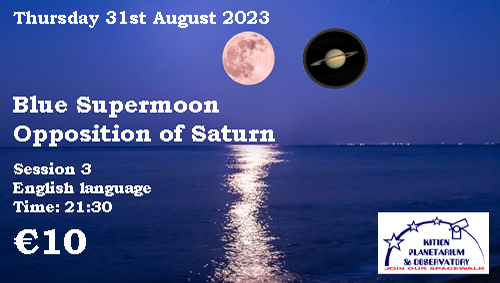 Thursday 31st August 2023
Blue Supermoon
Opposition of Saturn
Session 3
English language
Time: 21:30
€10
KITION
PLANETARIUM
& OBSERVATORY
JOIN OUR SPACEWALK